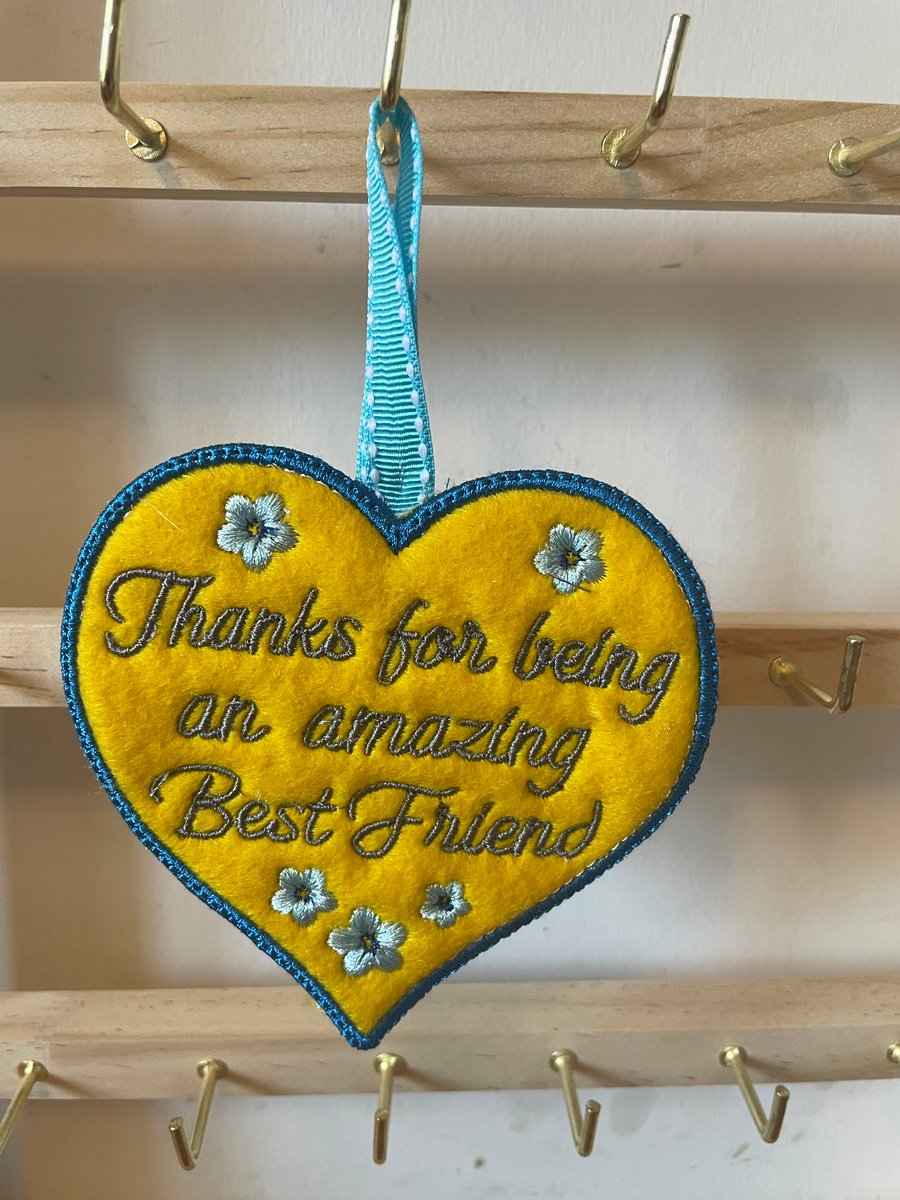 Thanks for being
an amazing
Best Friend